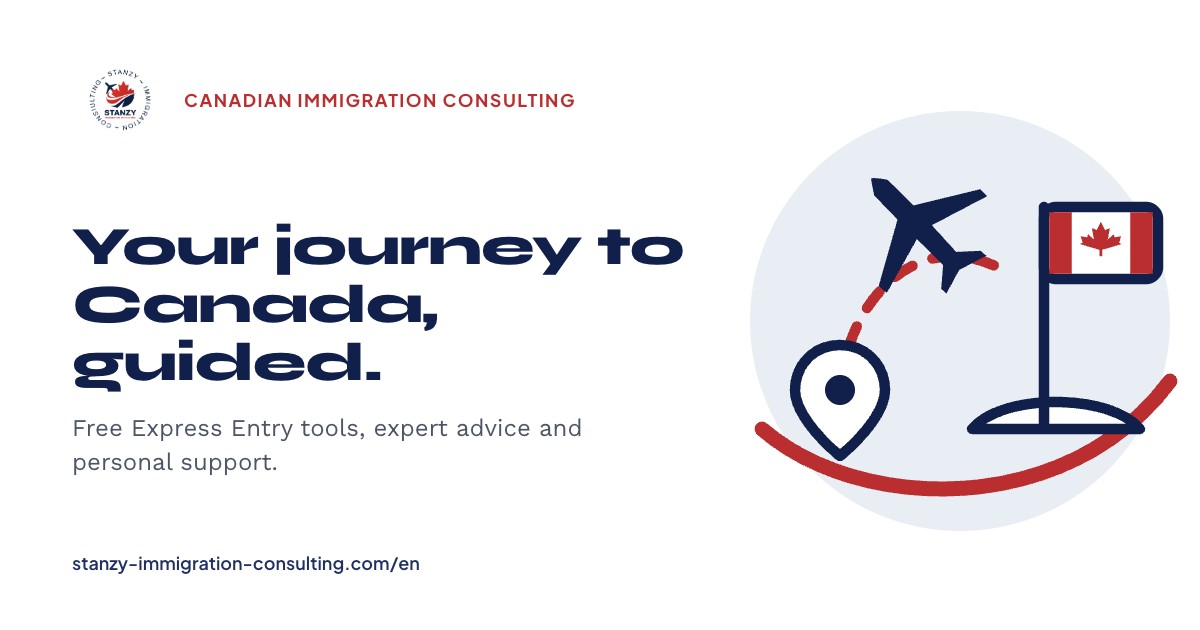 STANZY – IMMIGRATION – CONSULTING –
STANZY
CANADIAN IMMIGRATION CONSULTING
Your journey to
Canada,
guided.
Free Express Entry tools, expert advice and
personal support.
stanzy-immigration-consulting.com/en